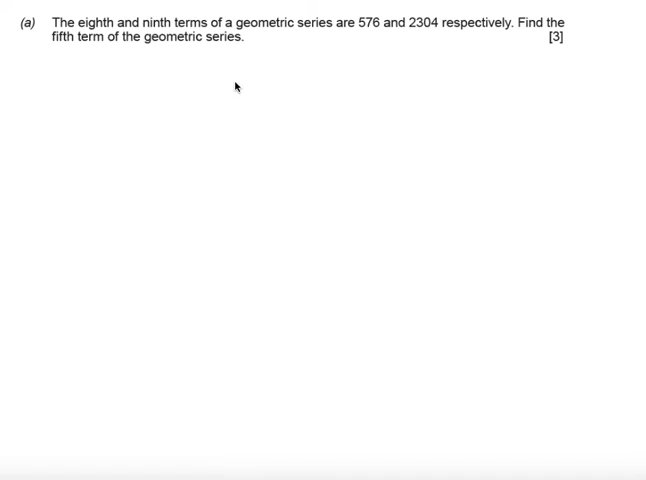 (a) The eighth and ninth terms of a geometric series are 576 and 2304 respectively. Find the
fifth term of the geometric series. [3]